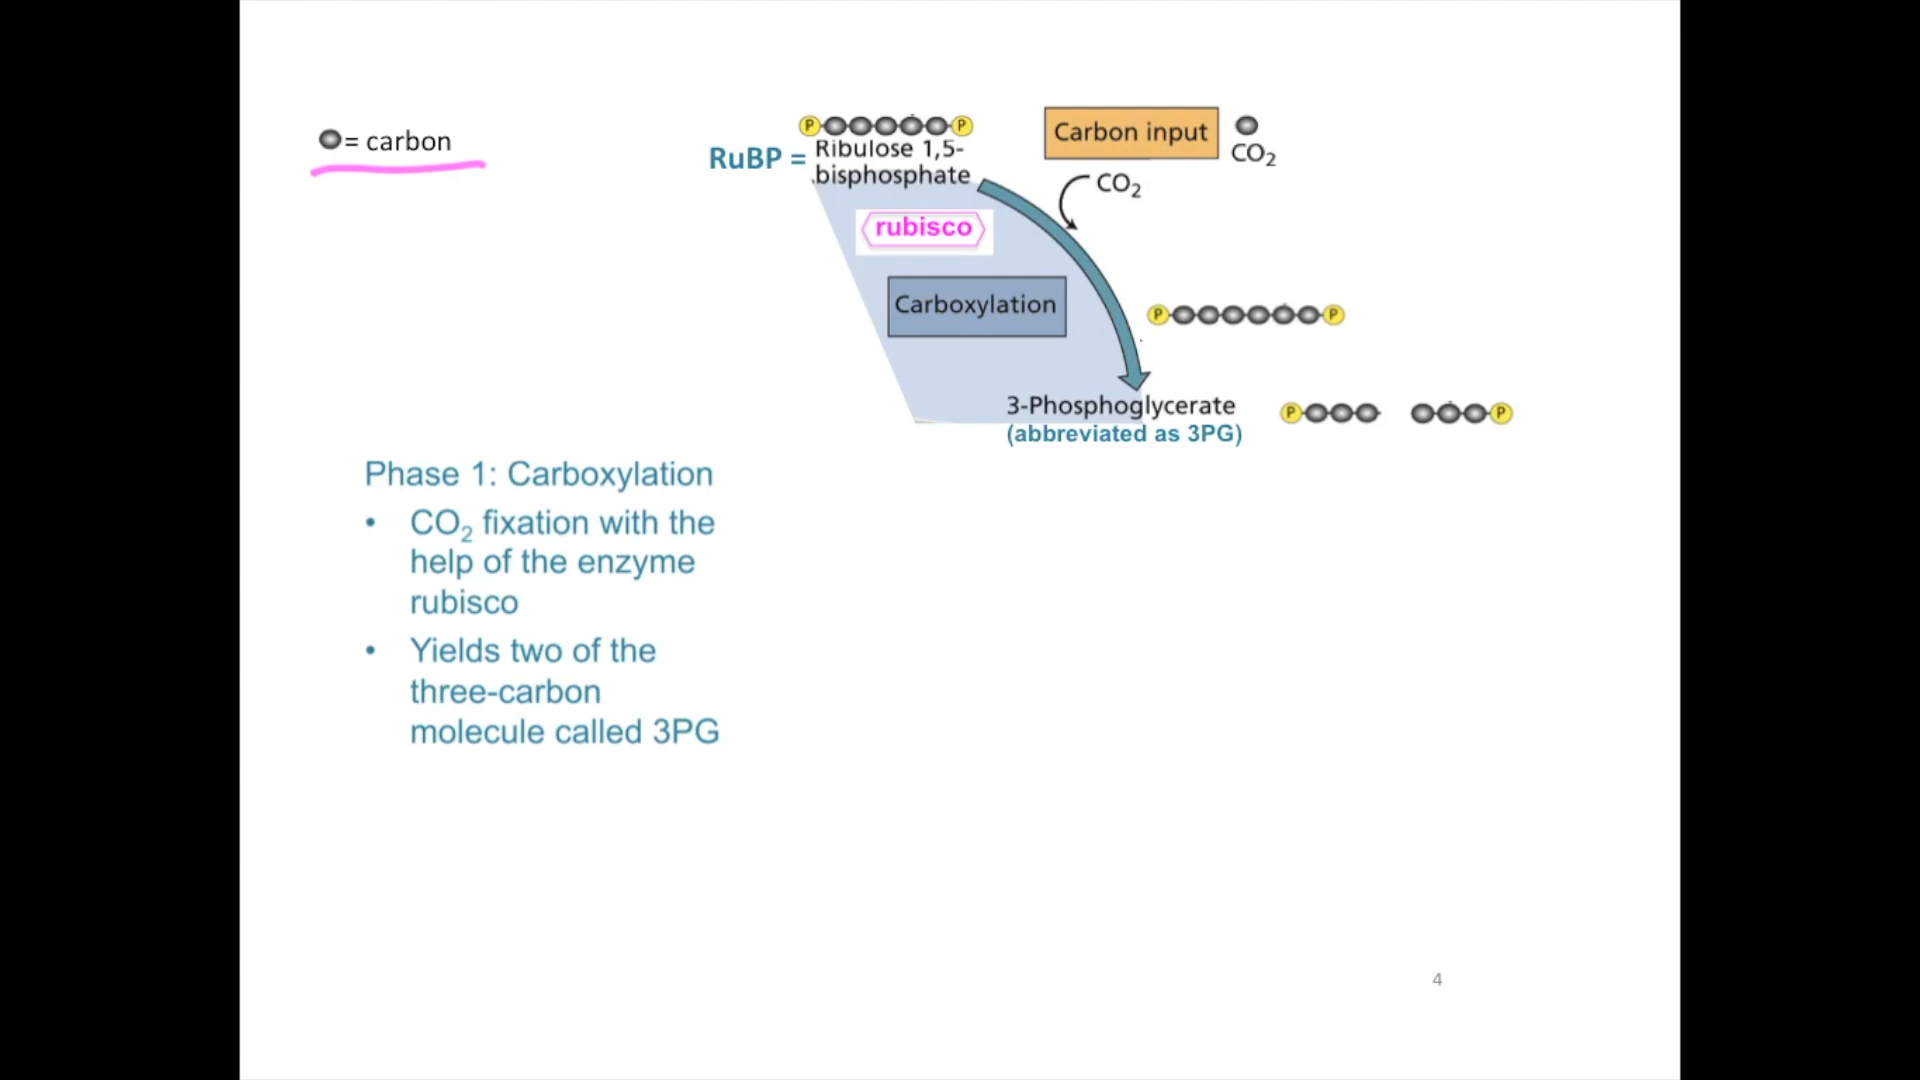 = carbon
P P
RuBP = Ribulose 1,5-
bisphosphate
Carbon input
CO₂
CO₂
rubisco
Carboxylation
P P
3-Phosphoglycerate
(abbreviated as 3PG)
P P
Phase 1: Carboxylation
• CO₂ fixation with the
help of the enzyme
rubisco
• Yields two of the
three-carbon
molecule called 3PG
4